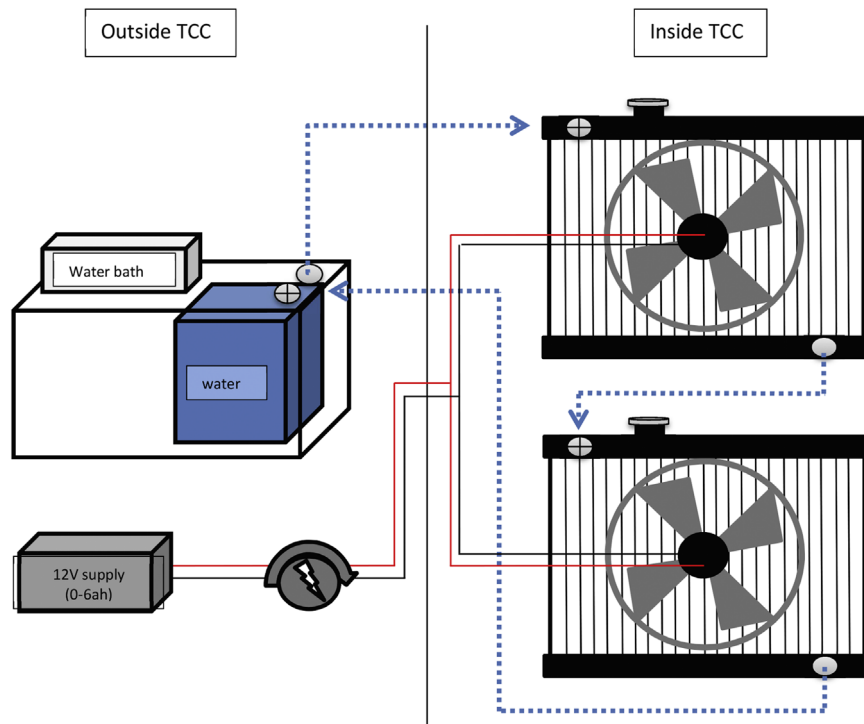 Outside TCC
Inside TCC
Water bath
water
12V supply
(0-6ah)